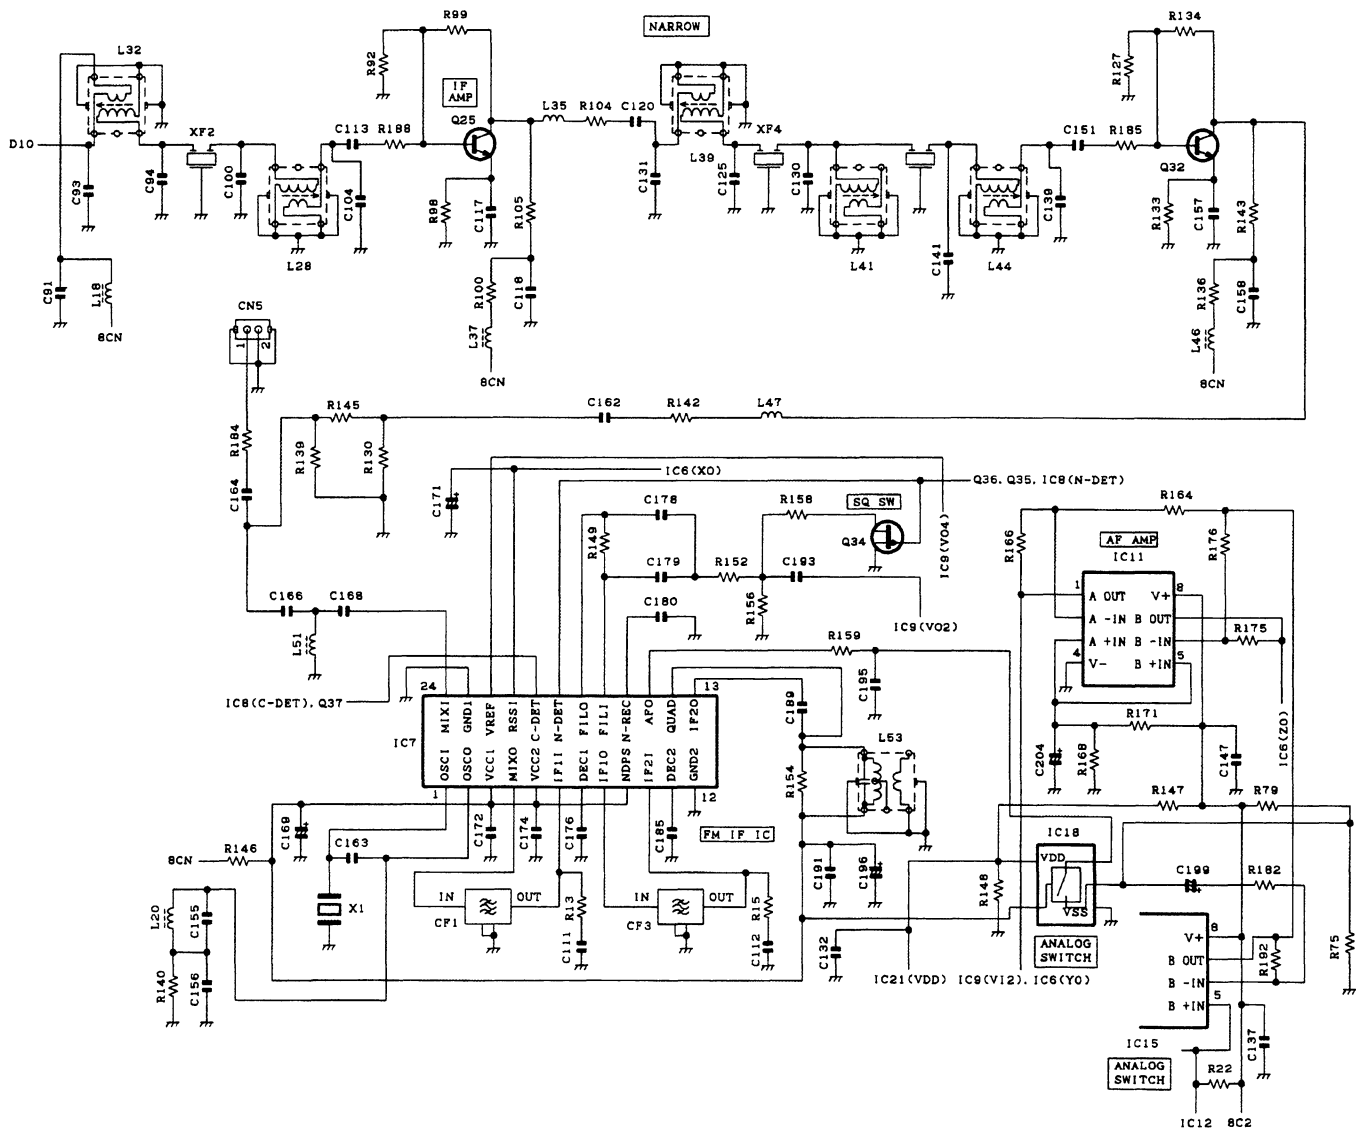 R99
R134
NARROW
L32
R92
R127
IF
AMP
Q25
L35
R104
C120
XF2
C113
R188
XF4
C151
R185
D10
L39
Q32
C93
C94
C100
C104
R98
C117
R105
C131
C125
C130
C139
R133
C157
R143
L28
L41
C141
L44
C91
L18
R100
C118
R136
C158
8CN
CN5
L37
L46
1
2
8CN
8CN
R145
C162
R142
L47
R184
R139
R130
IC6(XO)
Q36, Q35, IC8(N-DET)
C164
C171
C178
R158
SQ SW
R164
R149
Q34
R166
AF AMP
R176
IC11
C179
R152
C193
IC9(VO4)
1
8
A OUT
V+
C166
C168
C180
R156
A -IN
B OUT
IC9(VO2)
A +IN
B -IN
R175
L51
R159
4
5
V-
B +IN
24
13
C189
C195
IC8(C-DET), Q37
L53
R171
IC6(ZO)
IC7
MIXI
GND1
VREF
RSSI
C-DET
N-DET
FILO
FILI
N-REC
AFO
QUAD
IF2O
OSCI
OSCO
VCC1
MIXO
VCC2
IF1I
DEC1
IF1O
NDPS
IF2I
DEC2
GND2
C204
R168
C147
R154
1
12
R147
R79
C169
C172
C174
C176
C185
FM IF IC
IC18
8CN
R146
C163
C191
C196
VDD
R148
C199
R182
VSS
IN
OUT
IN
OUT
L20
C155
X1
CF1
R13
CF3
R15
ANALOG
SWITCH
8
V+
B OUT
R192
R75
C111
C112
C132
R140
C156
IC21(VDD)
IC9(VI2), IC6(YO)
B -IN
5
B +IN
IC15
C137
ANALOG
SWITCH
R22
IC12
8C2